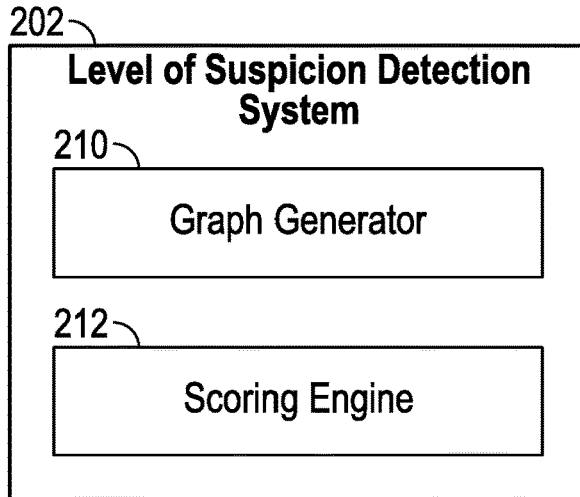 202
Level of Suspicion Detection
System
210
Graph Generator
212
Scoring Engine